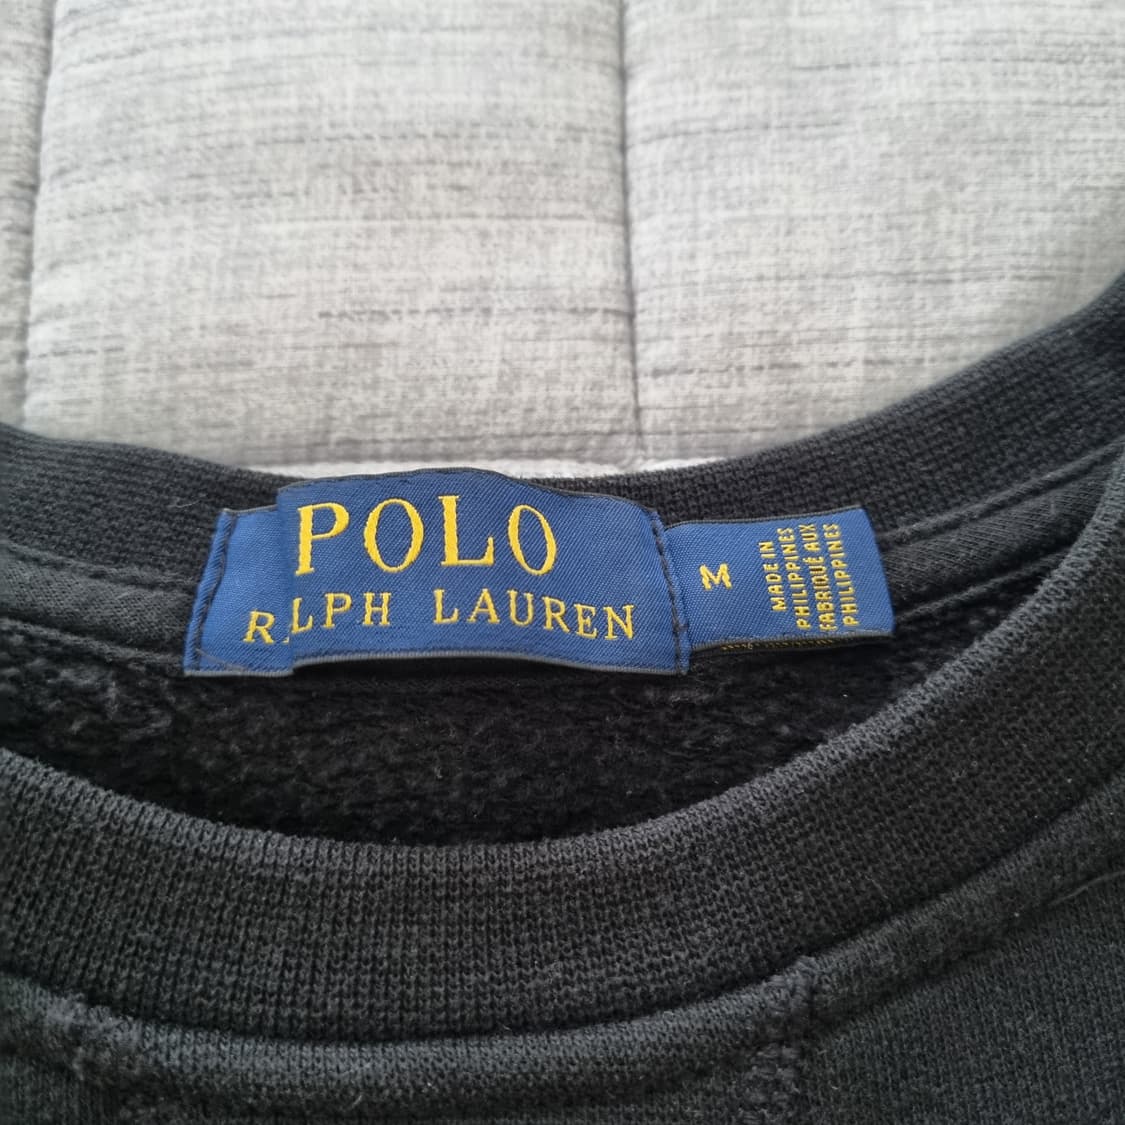 POLO
RALPH LAUREN
M
MADE IN
PHILIPPINES
FABRIQUÉ AUX
PHILIPPINES